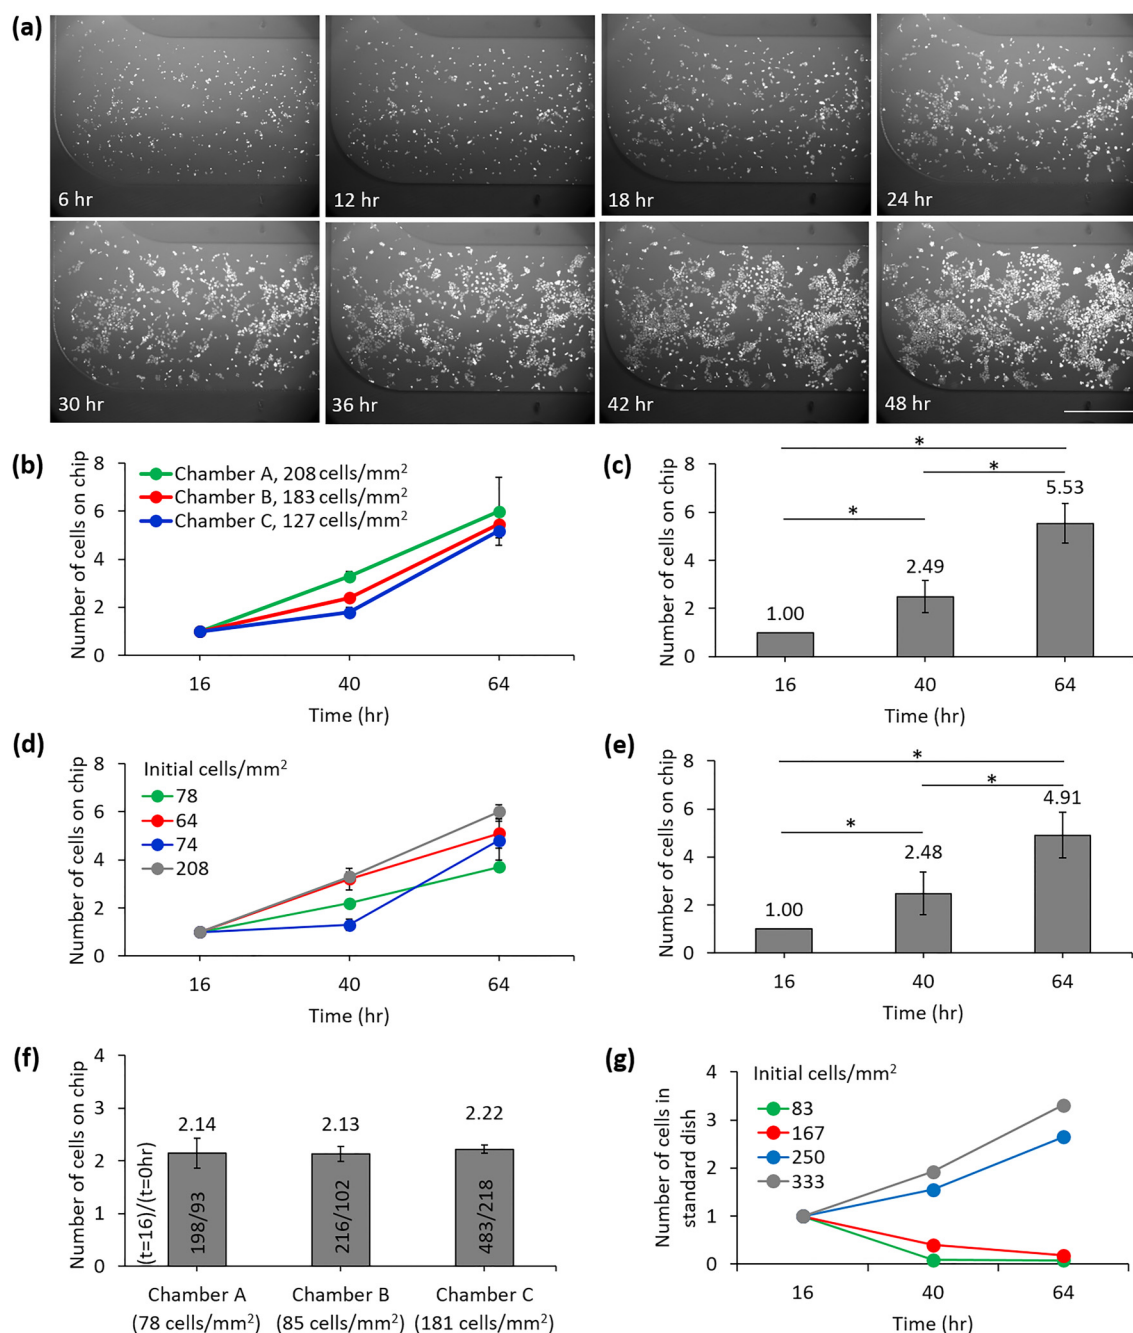 (a)
6 hr
12 hr
18 hr
24 hr
30 hr
36 hr
42 hr
48 hr
(b)
Number of cells on chip
8
6
4
2
0
Chamber A, 208 cells/mm²
Chamber B, 183 cells/mm²
Chamber C, 127 cells/mm²
16
40
64
Time (hr)
(c)
Number of cells on chip
8
6
4
2
0
*
*
*
1.00
2.49
5.53
16
40
64
Time (hr)
(d)
Number of cells on chip
8
6
4
2
0
Initial cells/mm²
78
64
74
208
16
40
64
Time (hr)
(e)
Number of cells on chip
8
6
4
2
0
*
*
*
1.00
2.48
4.91
16
40
64
Time (hr)
(f)
Number of cells on chip
4
3
2
1
0
(t=16)/(t=0hr)
2.14
2.13
2.22
198/93
216/102
483/218
Chamber A
(78 cells/mm²)
Chamber B
(85 cells/mm²)
Chamber C
(181 cells/mm²)
(g)
Number of cells in
standard dish
4
3
2
1
0
Initial cells/mm²
83
167
250
333
16
40
64
Time (hr)